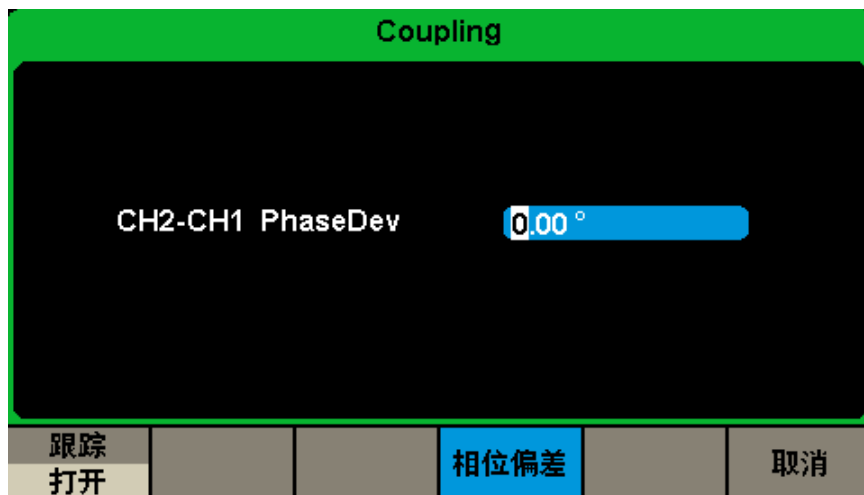 Coupling
CH2-CH1 PhaseDev 0.00 °
跟踪
打开
相位偏差
取消